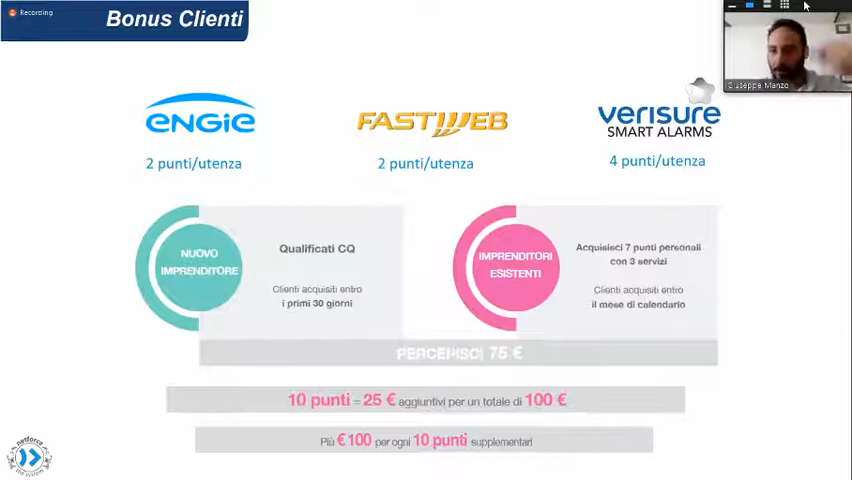 Recording
Bonus Clienti
Giuseppe Manzo
ENGIE
FASTWEB
verisure
SMART ALARMS
2 punti/utenza
2 punti/utenza
4 punti/utenza
NUOVO
IMPRENDITORE
Qualificati CQ
Clienti acquisiti entro
i primi 30 giorni
IMPRENDITORI
ESISTENTI
Acquisisci 7 punti personali
con 3 servizi
Clienti acquisiti entro
il mese di calendario
PERCEPISCI 75 €
10 punti = 25 € aggiuntivi per un totale di 100 €
Più €100 per ogni 10 punti supplementari
netforce
the system